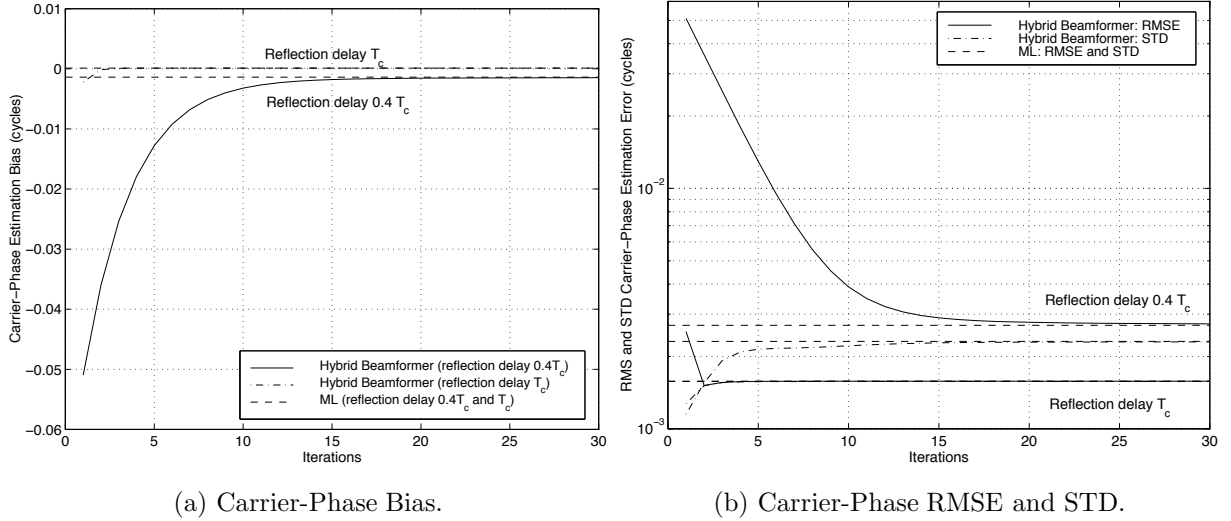 0.01
0
−0.01
−0.02
−0.03
−0.04
−0.05
−0.06
Carrier−Phase Estimation Bias (cycles)
Reflection delay T_c
Reflection delay 0.4 T_c
Hybrid Beamformer (reflection delay 0.4T_c)
Hybrid Beamformer (reflection delay T_c)
ML (reflection delay 0.4T_c and T_c)
0 5 10 15 20 25 30
Iterations
(a) Carrier-Phase Bias.
RMS and STD Carrier−Phase Estimation Error (cycles)
10^−2
10^−3
Hybrid Beamformer: RMSE
Hybrid Beamformer: STD
ML: RMSE and STD
Reflection delay 0.4 T_c
Reflection delay T_c
0 5 10 15 20 25 30
Iterations
(b) Carrier-Phase RMSE and STD.